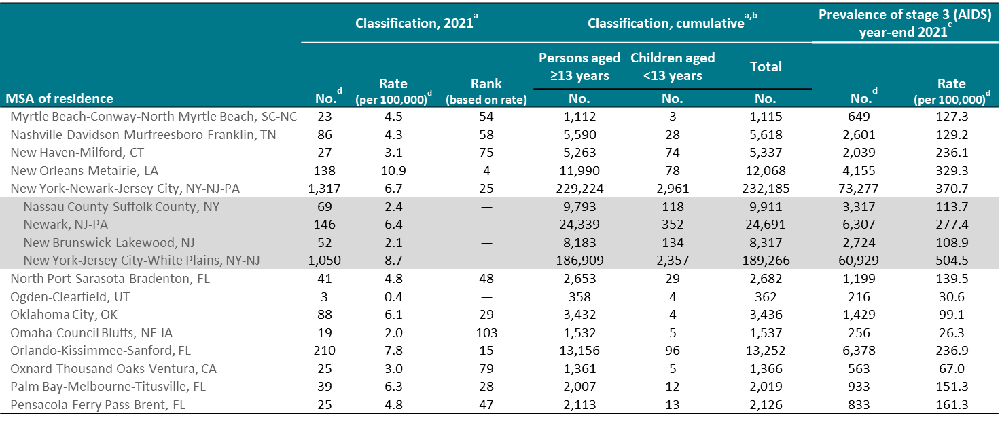 Classification, 2021a Classification, cumulativea,b Prevalence of stage 3 (AIDS)
year-end 2021c
Persons aged Children aged Total
≥13 years <13 years
Rate Rank Rate
MSA of residence No.d (per 100,000)d (based on rate) No. No. No. No.d (per 100,000)d
Myrtle Beach-Conway-North Myrtle Beach, SC-NC 23 4.5 54 1,112 3 1,115 649 127.3
Nashville-Davidson-Murfreesboro-Franklin, TN 86 4.3 58 5,590 28 5,618 2,601 129.2
New Haven-Milford, CT 27 3.1 75 5,263 74 5,337 2,039 236.1
New Orleans-Metairie, LA 138 10.9 4 11,990 78 12,068 4,155 329.3
New York-Newark-Jersey City, NY-NJ-PA 1,317 6.7 25 229,224 2,961 232,185 73,277 370.7
Nassau County-Suffolk County, NY 69 2.4 — 9,793 118 9,911 3,317 113.7
Newark, NJ-PA 146 6.4 — 24,339 352 24,691 6,307 277.4
New Brunswick-Lakewood, NJ 52 2.1 — 8,183 134 8,317 2,724 108.9
New York-Jersey City-White Plains, NY-NJ 1,050 8.7 — 186,909 2,357 189,266 60,929 504.5
North Port-Sarasota-Bradenton, FL 41 4.8 48 2,653 29 2,682 1,199 139.5
Ogden-Clearfield, UT 3 0.4 — 358 4 362 216 30.6
Oklahoma City, OK 88 6.1 29 3,432 4 3,436 1,429 99.1
Omaha-Council Bluffs, NE-IA 19 2.0 103 1,532 5 1,537 256 26.3
Orlando-Kissimmee-Sanford, FL 210 7.8 15 13,156 96 13,252 6,378 236.9
Oxnard-Thousand Oaks-Ventura, CA 25 3.0 79 1,361 5 1,366 563 67.0
Palm Bay-Melbourne-Titusville, FL 39 6.3 28 2,007 12 2,019 933 151.3
Pensacola-Ferry Pass-Brent, FL 25 4.8 47 2,113 13 2,126 833 161.3